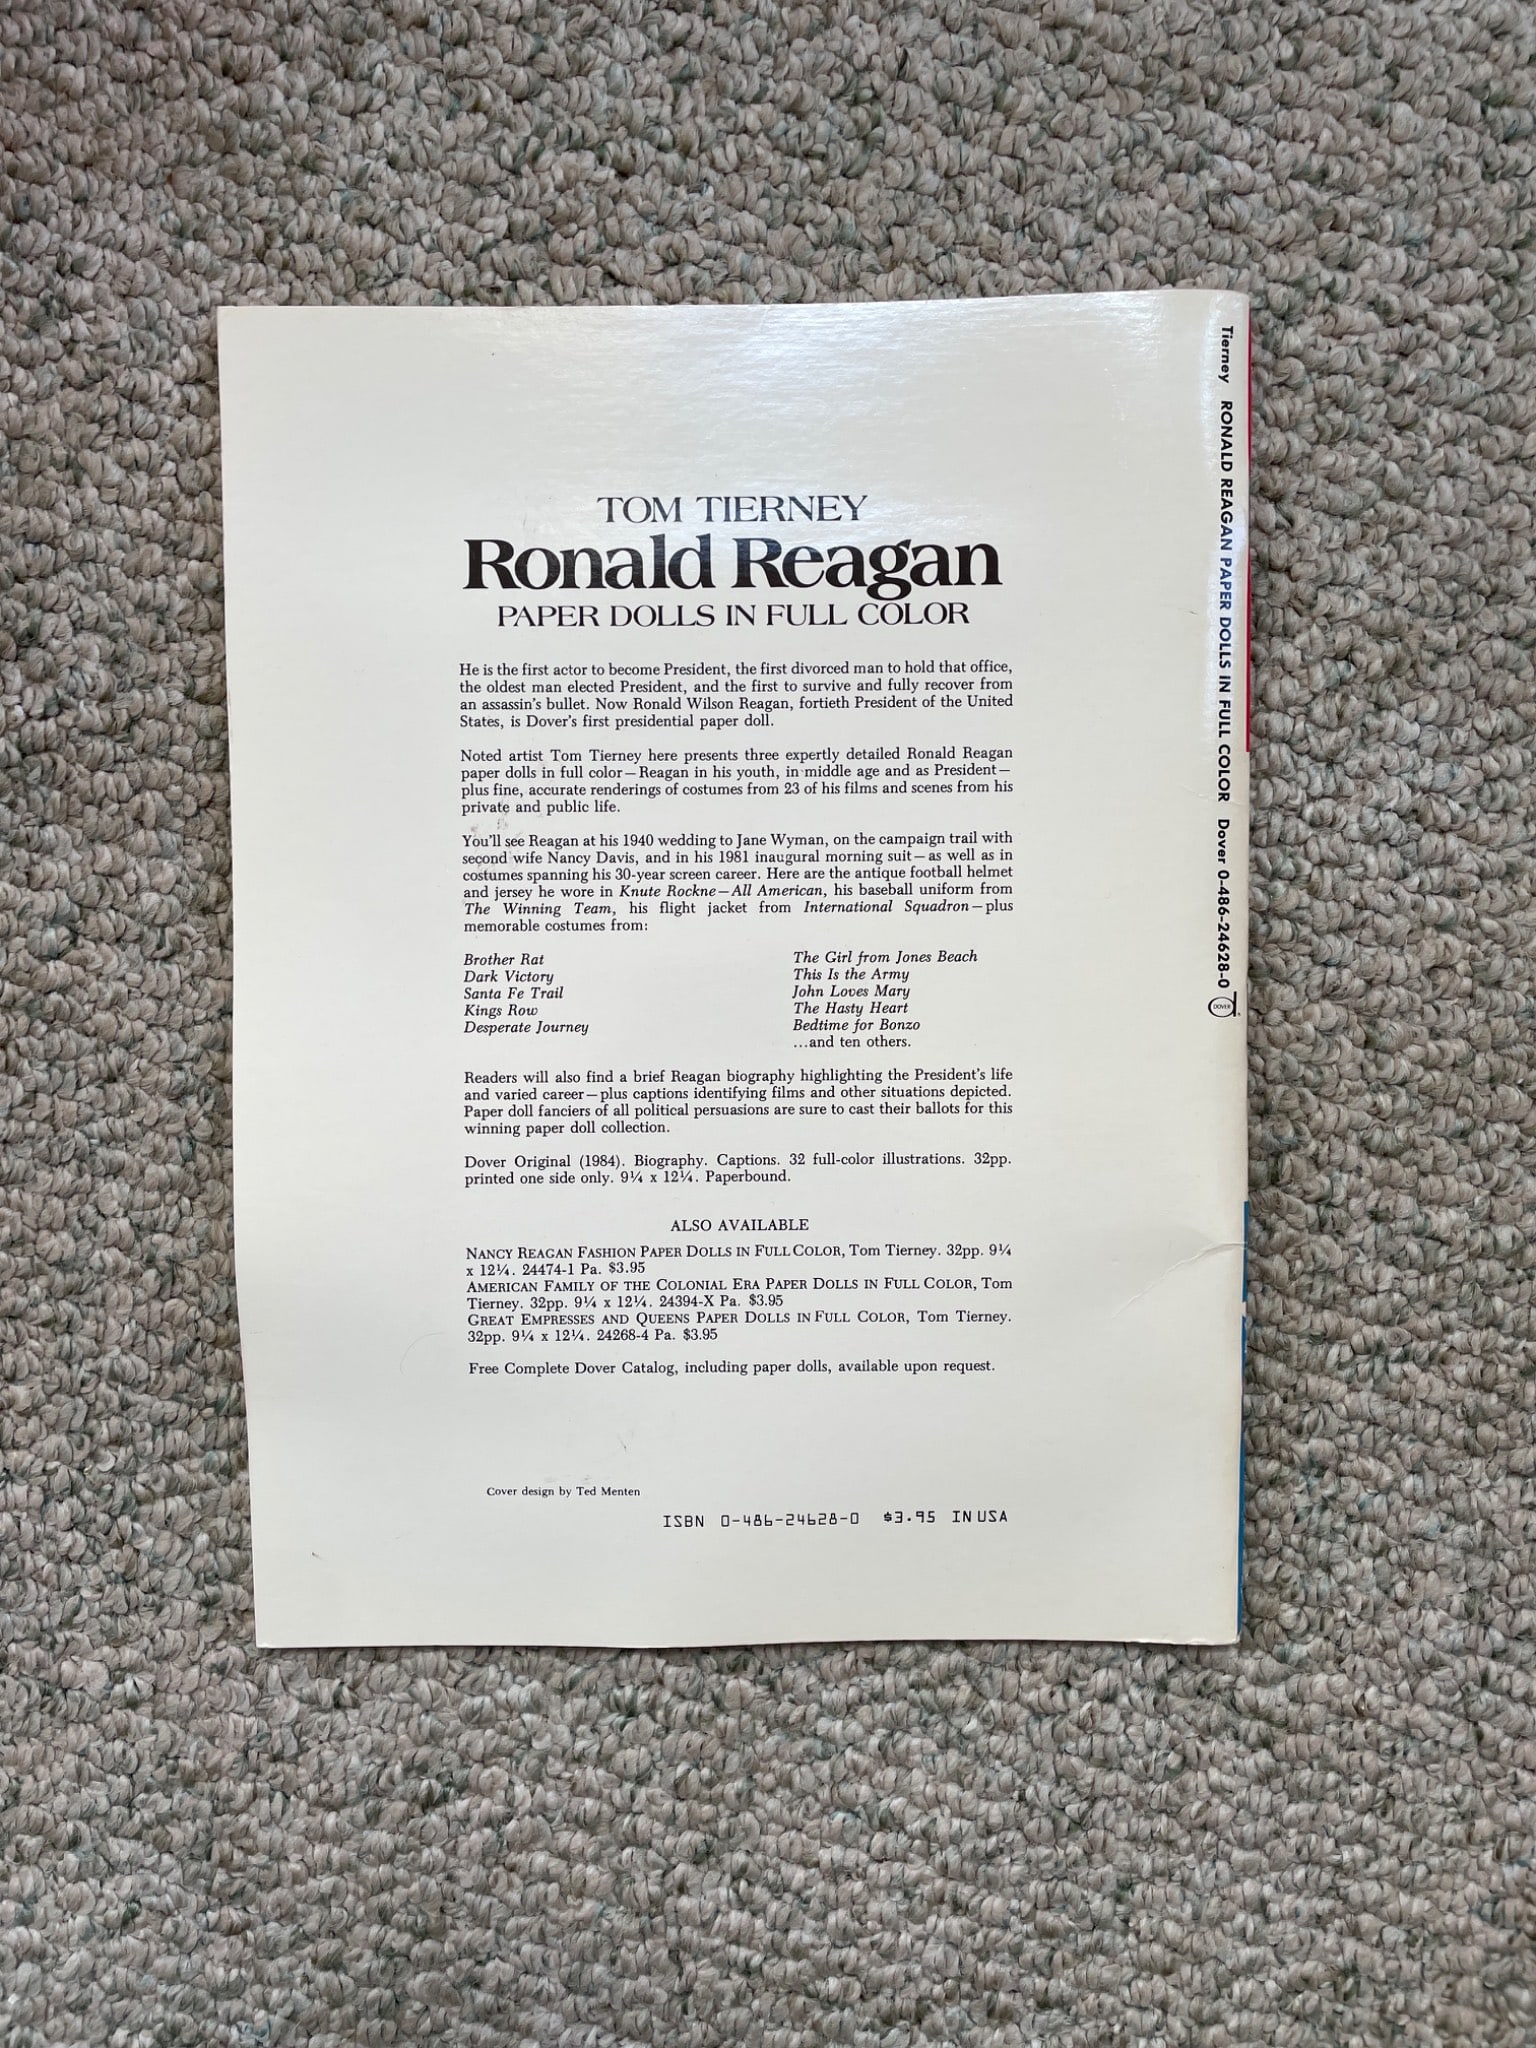 TOM TIERNEY
Ronald Reagan
PAPER DOLLS IN FULL COLOR
He is the first actor to become President, the first divorced man to hold that office,
the oldest man elected President, and the first to survive and fully recover from
an assassin's bullet. Now Ronald Wilson Reagan, fortieth President of the United
States, is Dover's first presidential paper doll.
Noted artist Tom Tierney here presents three expertly detailed Ronald Reagan
paper dolls in full color—Reagan in his youth, in middle age and as President—
plus fine, accurate renderings of costumes from 23 of his films and scenes from his
private and public life.
You'll see Reagan at his 1940 wedding to Jane Wyman, on the campaign trail with
second wife Nancy Davis, and in his 1981 inaugural morning suit—as well as in
costumes spanning his 30-year screen career. Here are the antique football helmet
and jersey he wore in Knute Rockne—All American, his baseball uniform from
The Winning Team, his flight jacket from International Squadron—plus
memorable costumes from:
Brother Rat
Dark Victory
Santa Fe Trail
Kings Row
Desperate Journey
The Girl from Jones Beach
This Is the Army
John Loves Mary
The Hasty Heart
Bedtime for Bonzo
...and ten others.
Readers will also find a brief Reagan biography highlighting the President's life
and varied career—plus captions identifying films and other situations depicted.
Paper doll fanciers of all political persuasions are sure to cast their ballots for this
winning paper doll collection.
Dover Original (1984). Biography. Captions. 32 full-color illustrations. 32pp.
printed one side only. 9¼ x 12¼. Paperbound.
ALSO AVAILABLE
NANCY REAGAN FASHION PAPER DOLLS IN FULL COLOR, Tom Tierney. 32pp. 9¼
x 12¼. 24474-1 Pa. $3.95
AMERICAN FAMILY OF THE COLONIAL ERA PAPER DOLLS IN FULL COLOR, Tom
Tierney. 32pp. 9¼ x 12¼. 24394-X Pa. $3.95
GREAT EMPRESSES AND QUEENS PAPER DOLLS IN FULL COLOR, Tom Tierney.
32pp. 9¼ x 12¼. 24268-4 Pa. $3.95
Free Complete Dover Catalog, including paper dolls, available upon request.
Cover design by Ted Menten
ISBN 0-486-24628-0 $3.95 IN USA
Tierney RONALD REAGAN PAPER DOLLS IN FULL COLOR Dover 0-486-24628-0
DOVER